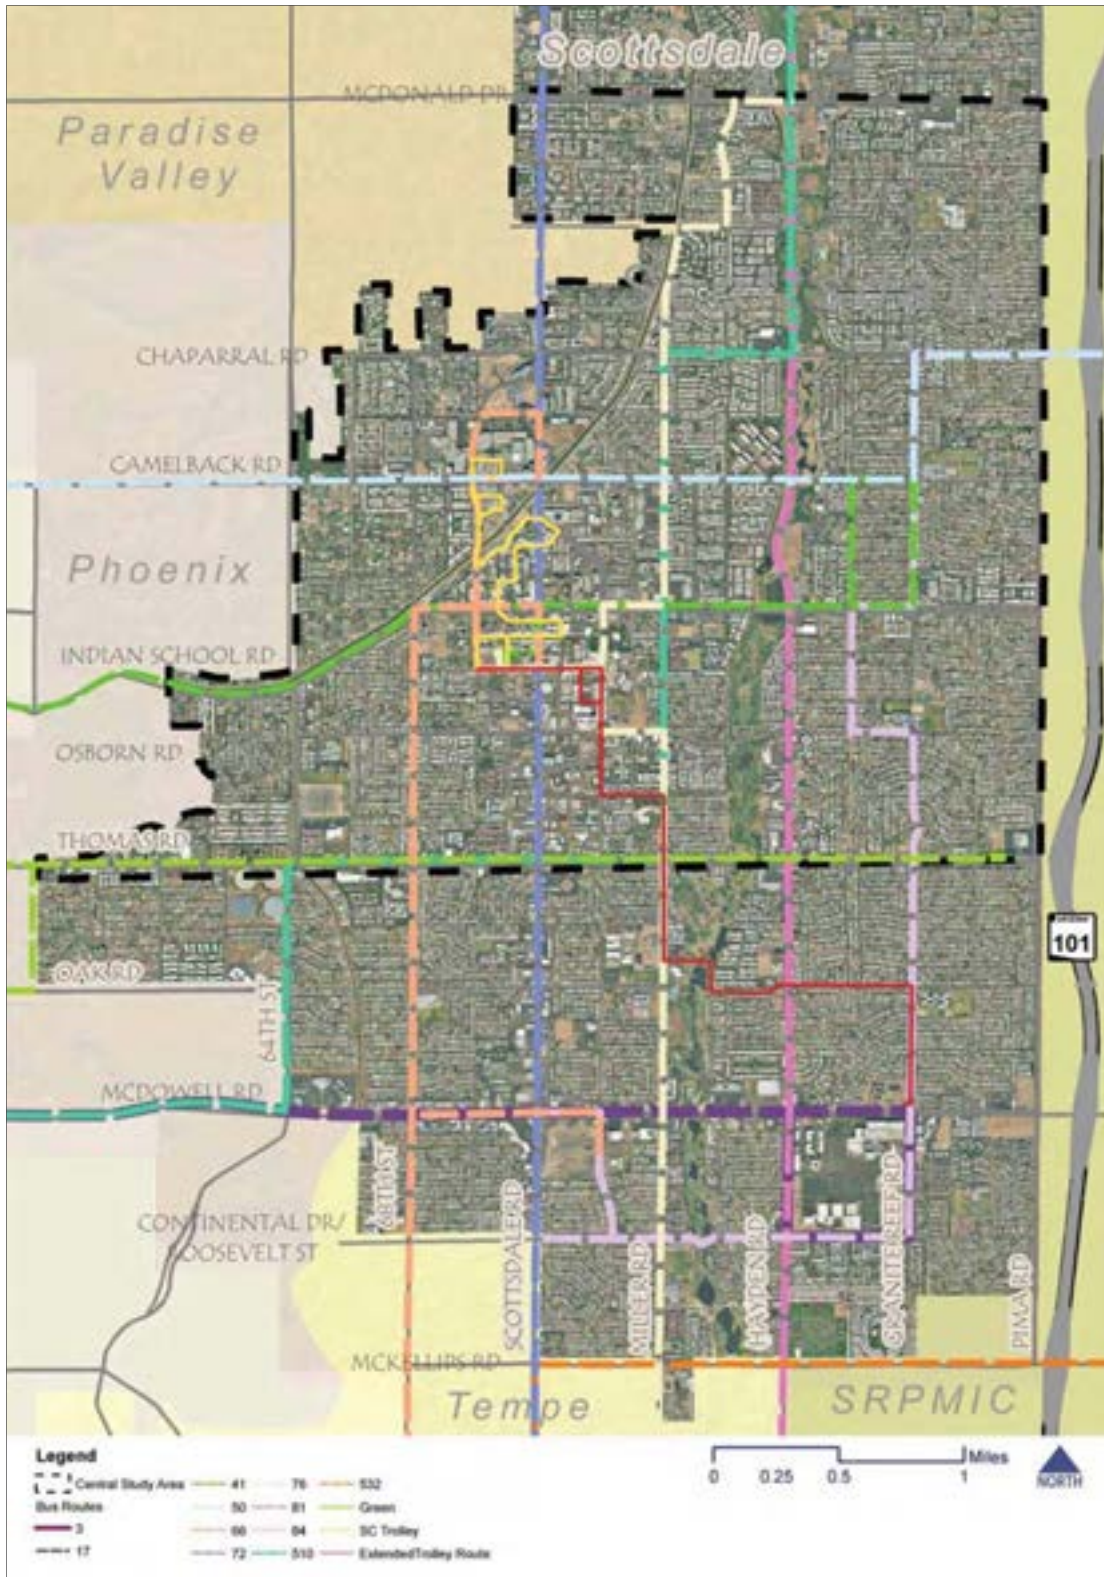 Scottsdale
MCDONALD DR
Paradise
Valley
CHAPARRAL RD
CAMELBACK RD
Phoenix
INDIAN SCHOOL RD
OSBORN RD
THOMAS RD
101
OAK RD
64TH ST
MCDOWELL RD
68TH ST
CONTINENTAL DR/
ROOSEVELT ST
SCOTTSDALE RD
MILLER RD
HAYDEN RD
GRANITE REEF RD
PIMA RD
MCKELLIPS RD
Tempe
SRPMIC
Legend
Central Study Area
Bus Routes
3
17
41
50
66
72
76
81
84
510
532
Green
SC Trolley
ExtendedTrolley Route
Miles
0 0.25 0.5 1
NORTH